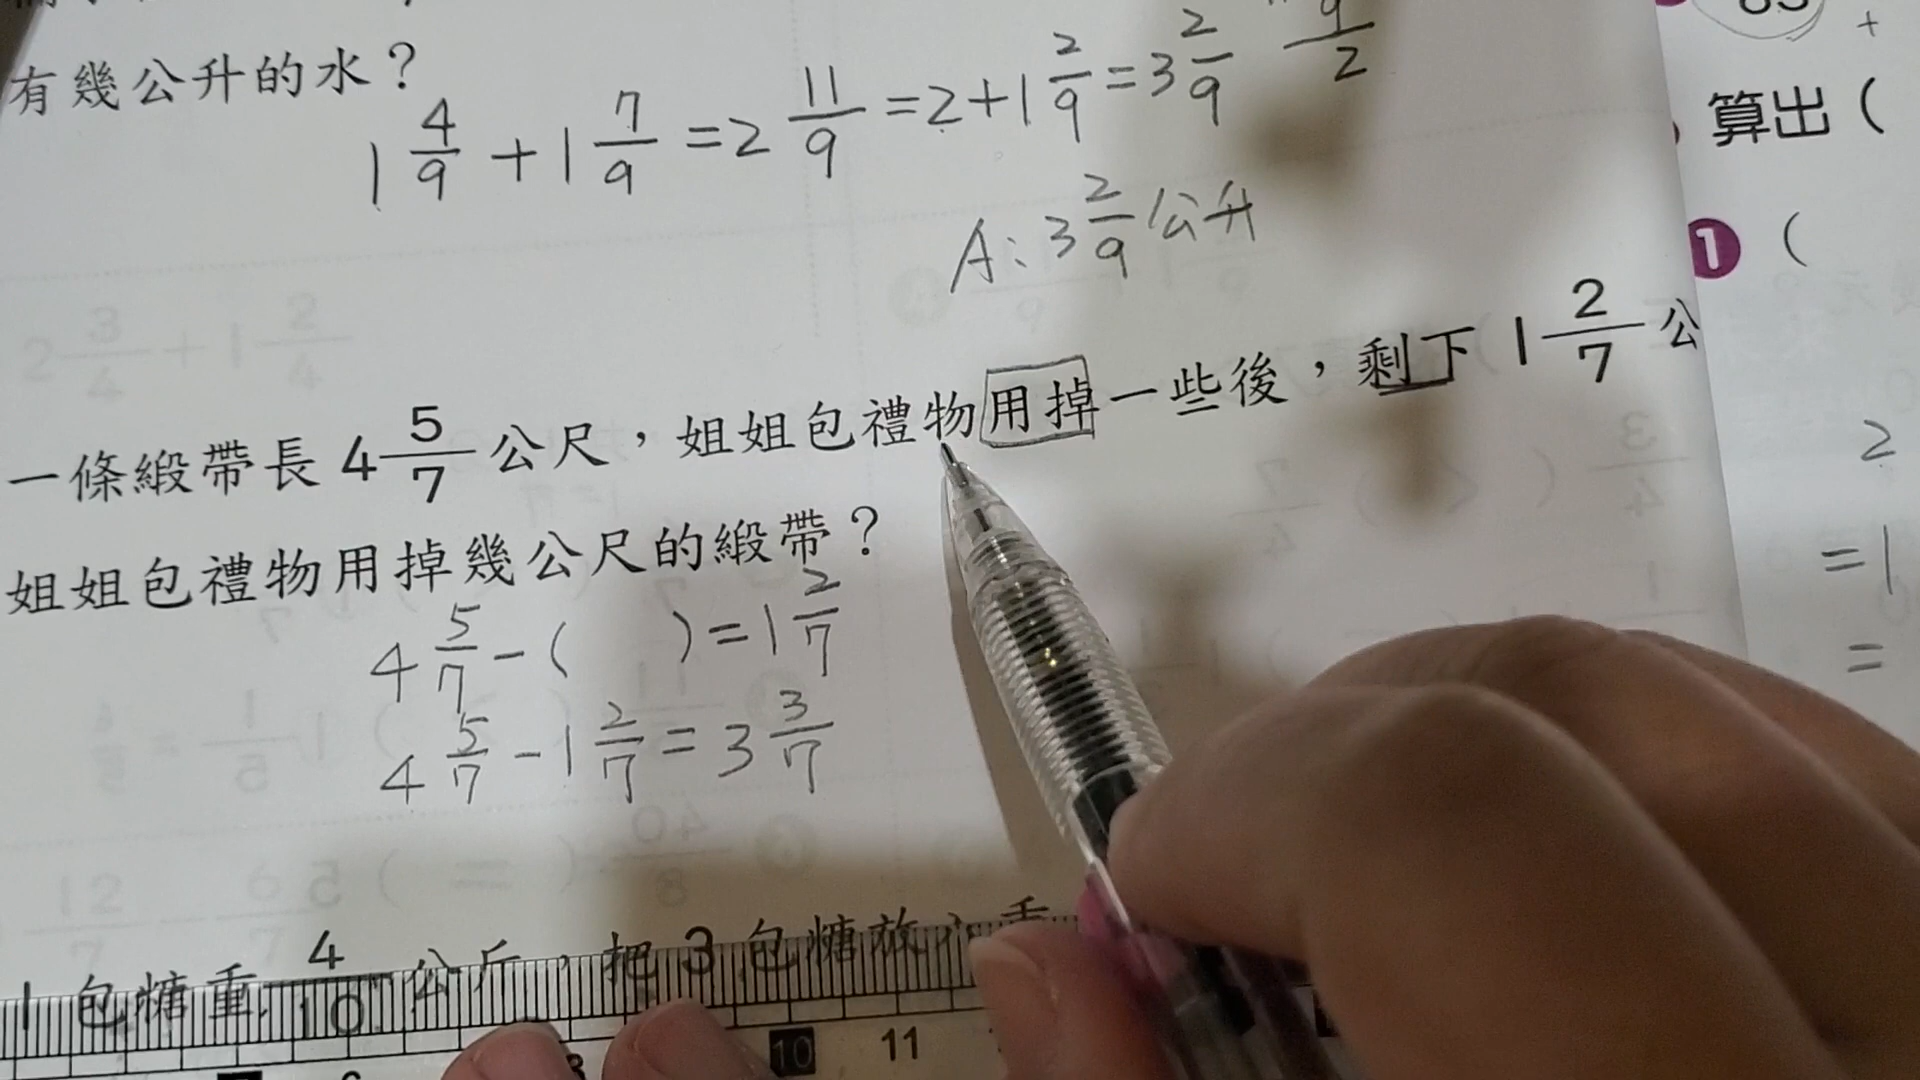 有幾公升的水？
1 4/9 + 1 7/9 = 2 11/9 = 2 + 1 2/9 = 3 2/9
A: 3 2/9 公升
一條緞帶長 4 5/7 公尺，姐姐包禮物用掉一些後，剩下 1 2/7 公
姐姐包禮物用掉幾公尺的緞帶？
4 5/7 - (    ) = 1 2/7
4 5/7 - 1 2/7 = 3 3/7
1 包糖重 4/10 公斤，把 3 包糖放
10 11
算出（
1 （
2
= 1
=